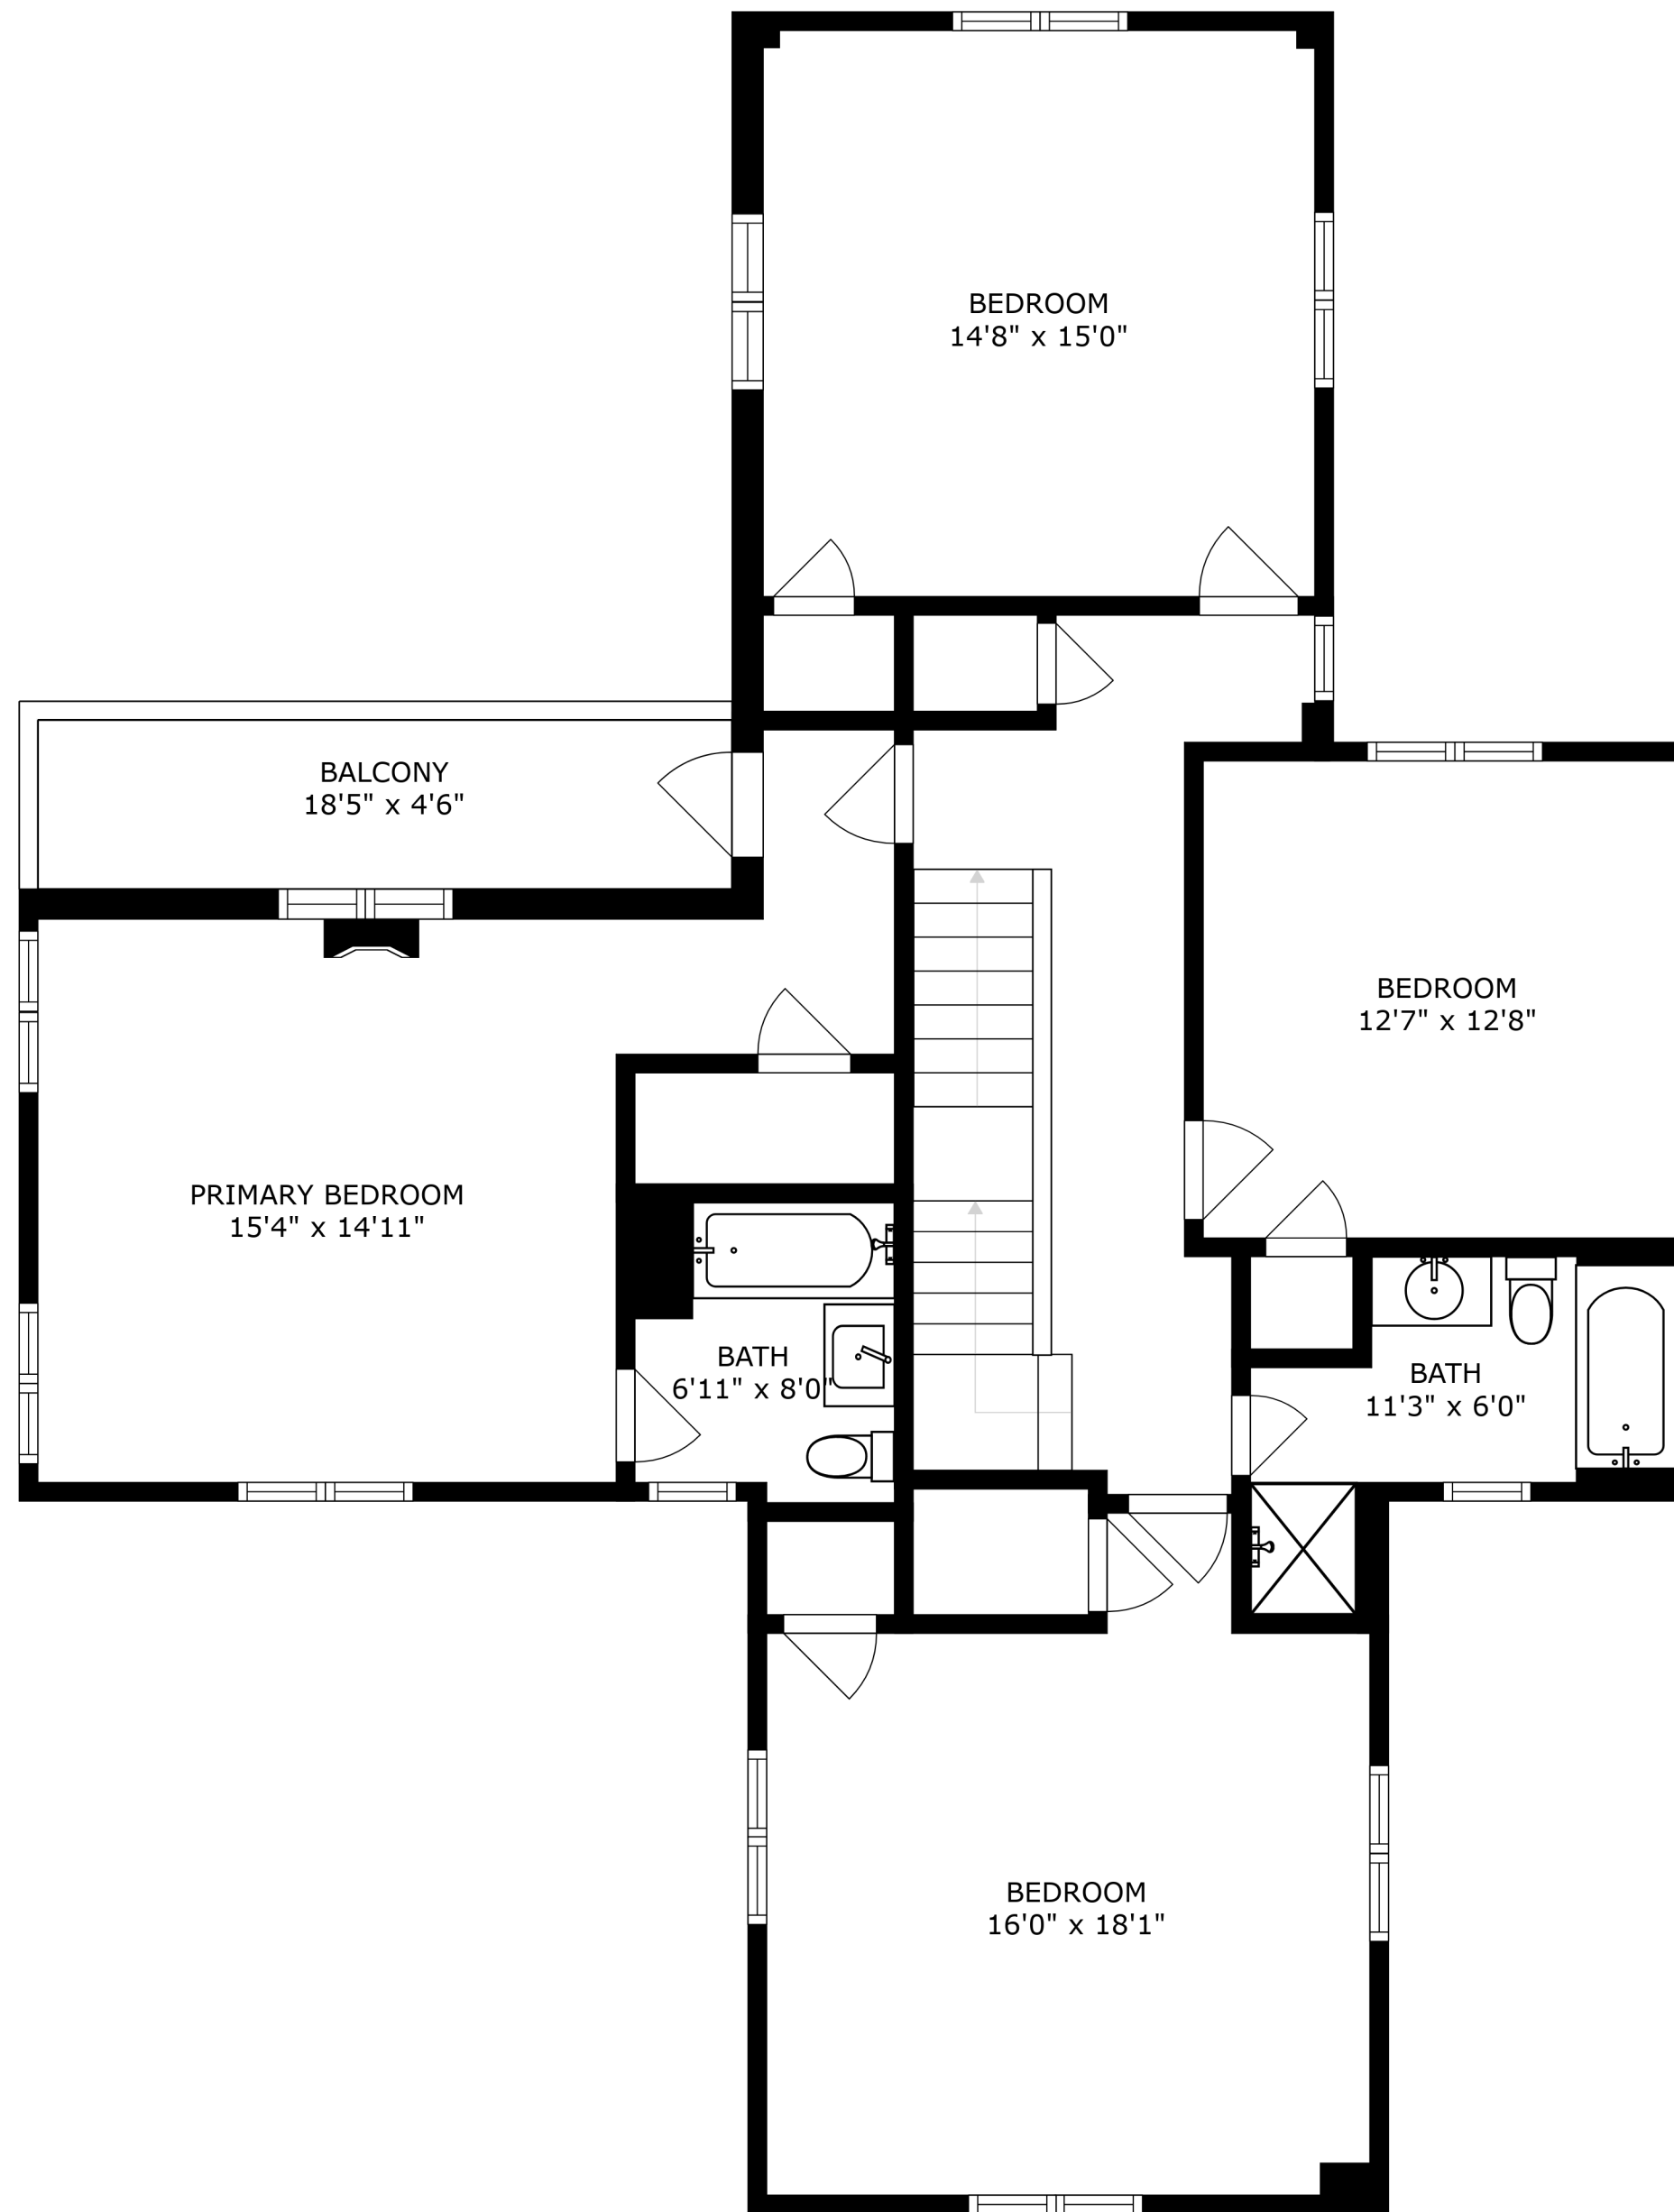 BEDROOM
14'8" x 15'0"
BALCONY
18'5" x 4'6"
BEDROOM
12'7" x 12'8"
PRIMARY BEDROOM
15'4" x 14'11"
BATH
6'11" x 8'0"
BATH
11'3" x 6'0"
BEDROOM
16'0" x 18'1"